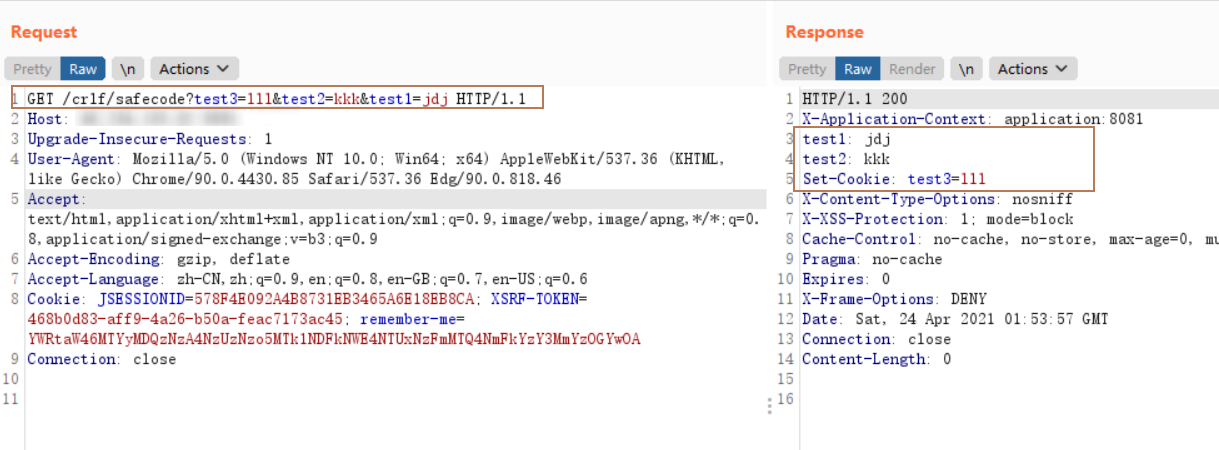 Request
Pretty Raw \n Actions
1 GET /crlf/safecode?test3=lll&test2=kkk&test1=jdj HTTP/1.1
2 Host:
3 Upgrade-Insecure-Requests: 1
4 User-Agent: Mozilla/5.0 (Windows NT 10.0; Win64; x64) AppleWebKit/537.36 (KHTML,
like Gecko) Chrome/90.0.4430.85 Safari/537.36 Edg/90.0.818.46
5 Accept:
text/html,application/xhtml+xml,application/xml;q=0.9,image/webp,image/apng,*/*;q=0.
8,application/signed-exchange;v=b3;q=0.9
6 Accept-Encoding: gzip, deflate
7 Accept-Language: zh-CN,zh;q=0.9,en;q=0.8,en-GB;q=0.7,en-US;q=0.6
8 Cookie: JSESSIONID=578F4E092A4B8731EB3465A6E18EB8CA; XSRF-TOKEN=
468b0d83-aff9-4a26-b50a-feac7173ac45; remember-me=
YWRtaW46MTYyMDQzNzA4NzUzNzo5MTk1NDFkNWE4NTUxNzFmMTQ4NmFkYzY3MmYzOGYwOA
9 Connection: close
10
11
Response
Pretty Raw Render \n Actions
1 HTTP/1.1 200
2 X-Application-Context: application:8081
3 test1: jdj
4 test2: kkk
5 Set-Cookie: test3=lll
6 X-Content-Type-Options: nosniff
7 X-XSS-Protection: 1; mode=block
8 Cache-Control: no-cache, no-store, max-age=0, mu
9 Pragma: no-cache
10 Expires: 0
11 X-Frame-Options: DENY
12 Date: Sat, 24 Apr 2021 01:53:57 GMT
13 Connection: close
14 Content-Length: 0
15
16